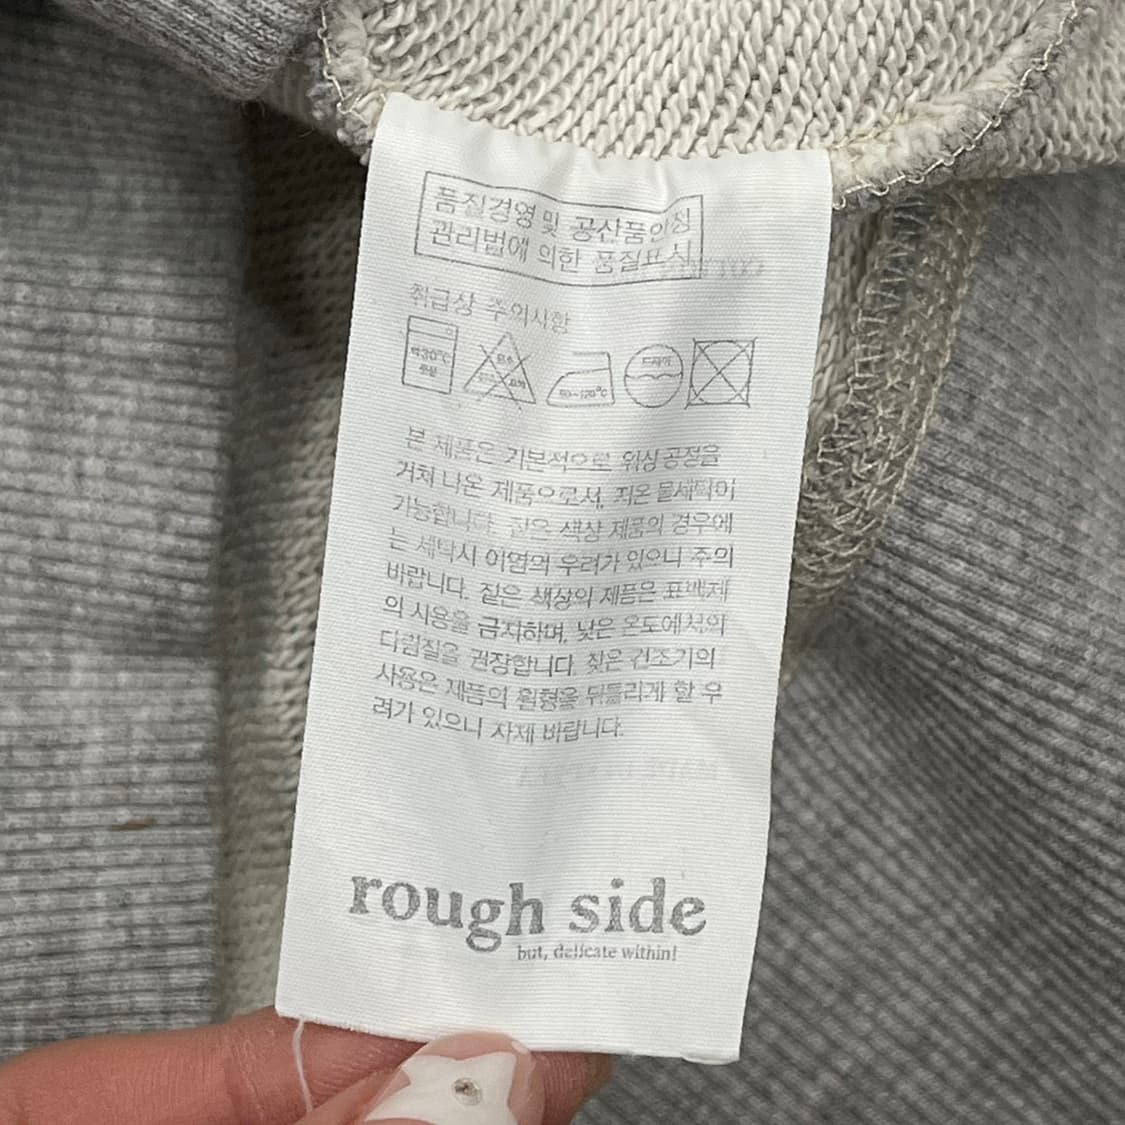 품질경영 및 공산품안정
관리법에 의한 품질표시
취급상 주의사항
약30℃
중성
염소
드라이
본 제품은 기본적으로 워싱공정을
거쳐 나온 제품으로서, 저온 물세탁이
가능합니다. 짙은 색상 제품의 경우에
는 세탁시 이염의 우려가 있으니 주의
바랍니다. 짙은 색상의 제품은 표백제
의 사용을 금지하며, 낮은 온도에서의
다림질을 권장합니다. 잦은 건조기의
사용은 제품의 원형을 뒤틀리게 할 우
려가 있으니 자제 바랍니다.
rough side
but, delicate within!